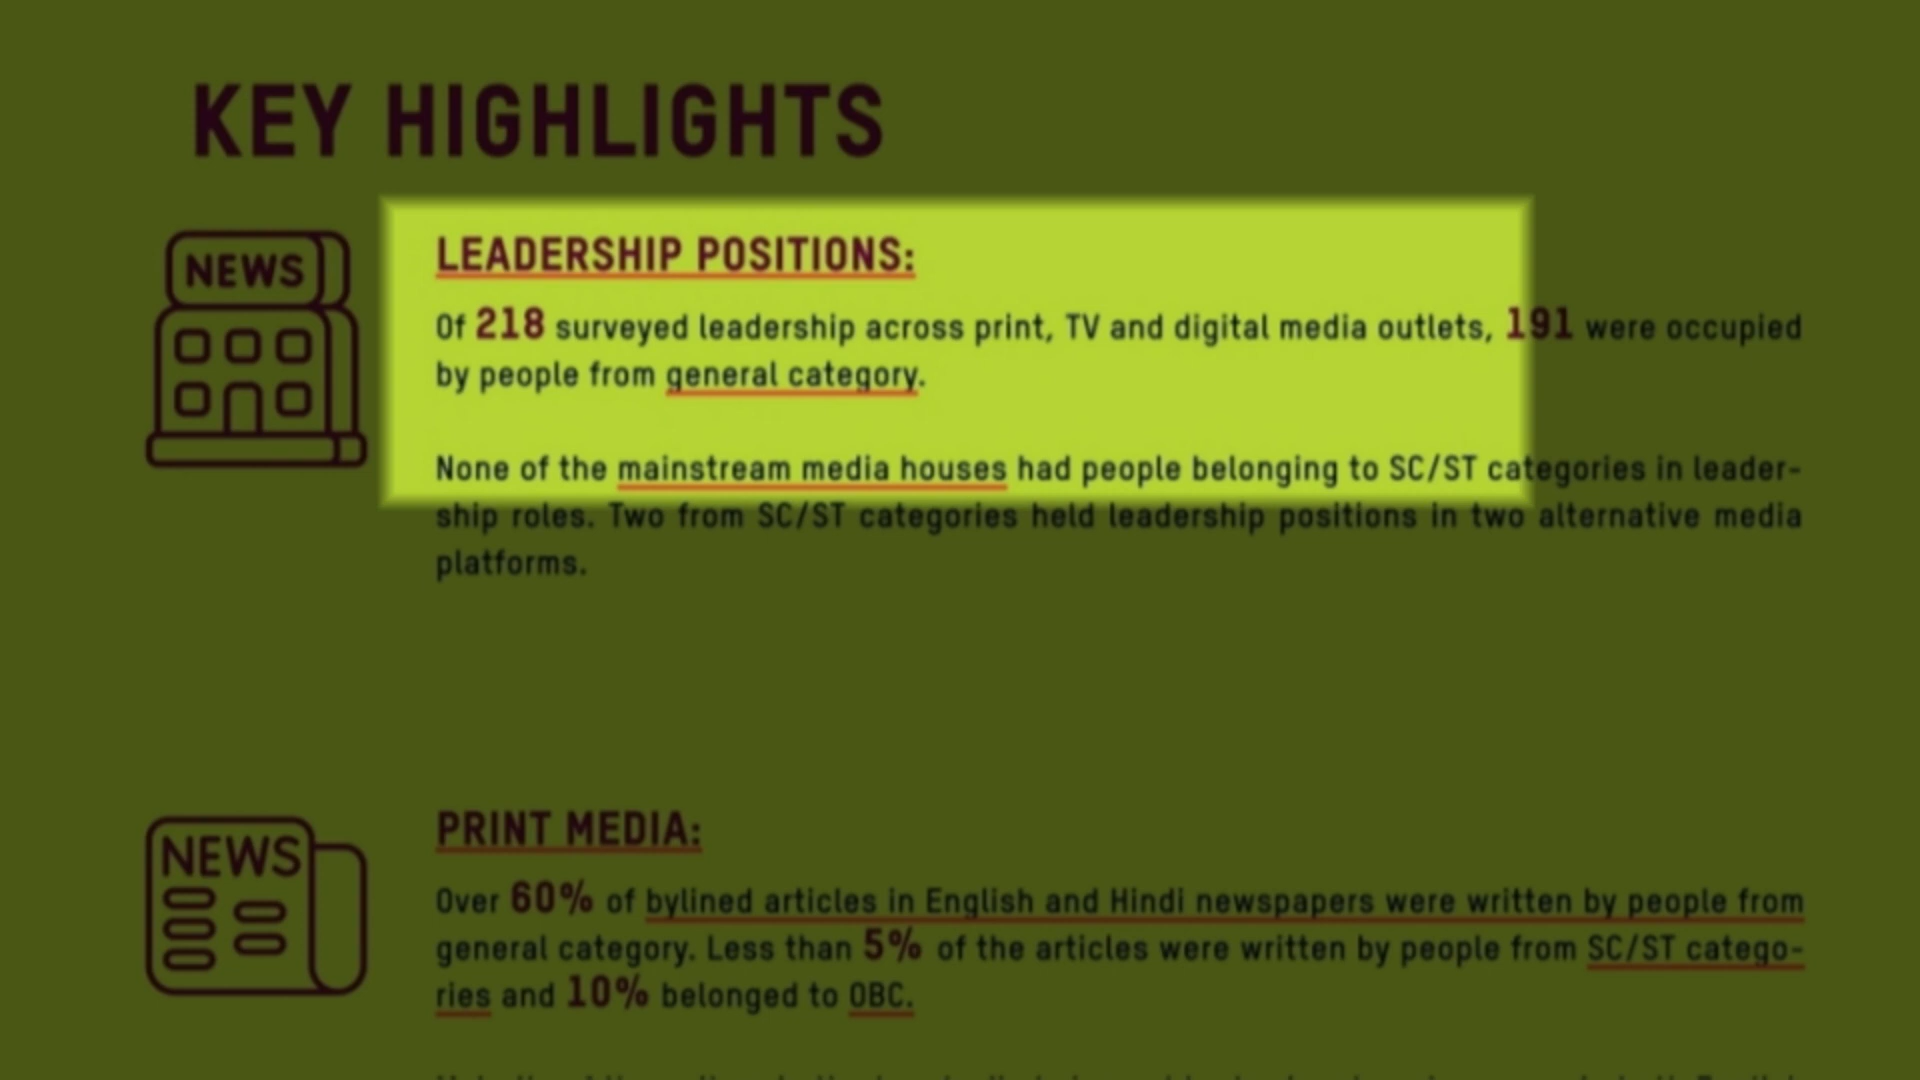 KEY HIGHLIGHTS
NEWS
LEADERSHIP POSITIONS:
Of 218 surveyed leadership across print, TV and digital media outlets, 191 were occupied
by people from general category.
None of the mainstream media houses had people belonging to SC/ST categories in leader-
ship roles. Two from SC/ST categories held leadership positions in two alternative media
platforms.
NEWS
PRINT MEDIA:
Over 60% of bylined articles in English and Hindi newspapers were written by people from
general category. Less than 5% of the articles were written by people from SC/ST catego-
ries and 10% belonged to OBC.